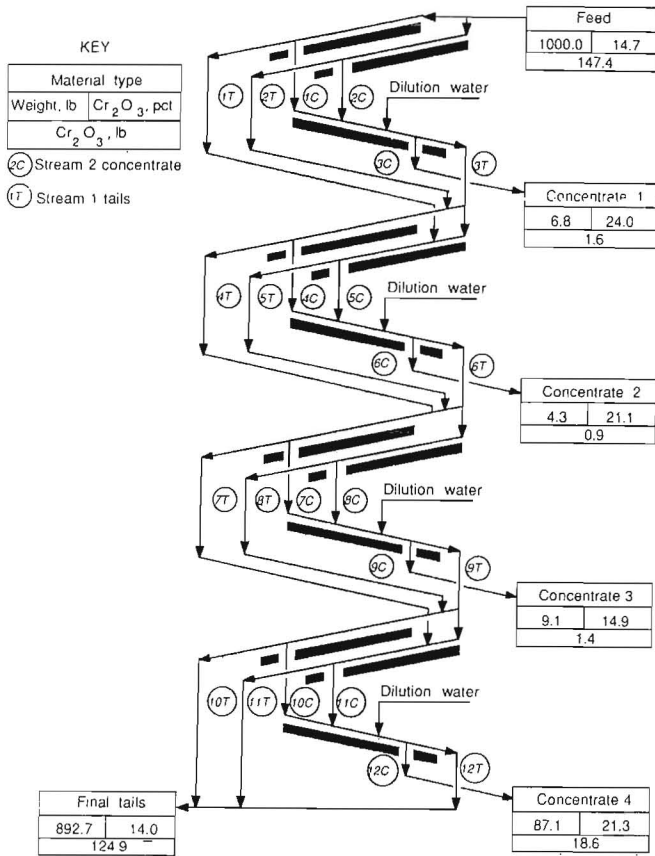 KEY
Material type
Weight, lb Cr2O3, pct
Cr2O3, lb
2C Stream 2 concentrate
1T Stream 1 tails
Feed
1000.0 14.7
147.4
1T 2T 1C 2C
Dilution water
3C 3T
Concentrate 1
6.8 24.0
1.6
4T 5T 4C 5C
Dilution water
6C 6T
Concentrate 2
4.3 21.1
0.9
7T 8T 7C 8C
Dilution water
9C 9T
Concentrate 3
9.1 14.9
1.4
10T 11T 10C 11C
Dilution water
12C 12T
Final tails
892.7 14.0
124.9
Concentrate 4
87.1 21.3
18.6